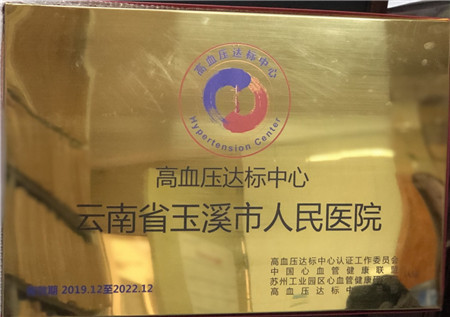 高血压达标中心
Hypertension Center
高血压达标中心
云南省玉溪市人民医院
高血压达标中心认证工作委员会
中国心血管健康联盟
苏州工业园区心血管健康
高血压达标中
期 2019.12至2022.12